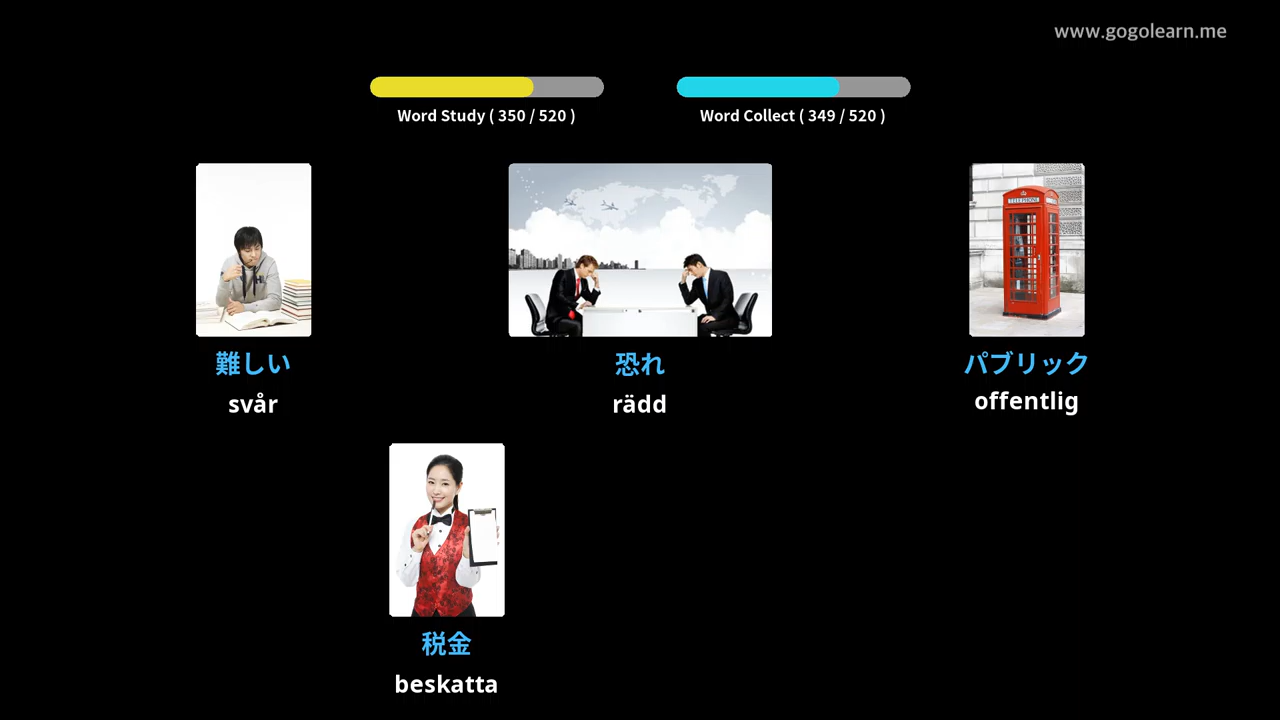 www.gogolearn.me
Word Study ( 350 / 520 )
Word Collect ( 349 / 520 )
TELEPHONE
難しい
恐れ
パブリック
svår
rädd
offentlig
税金
beskatta